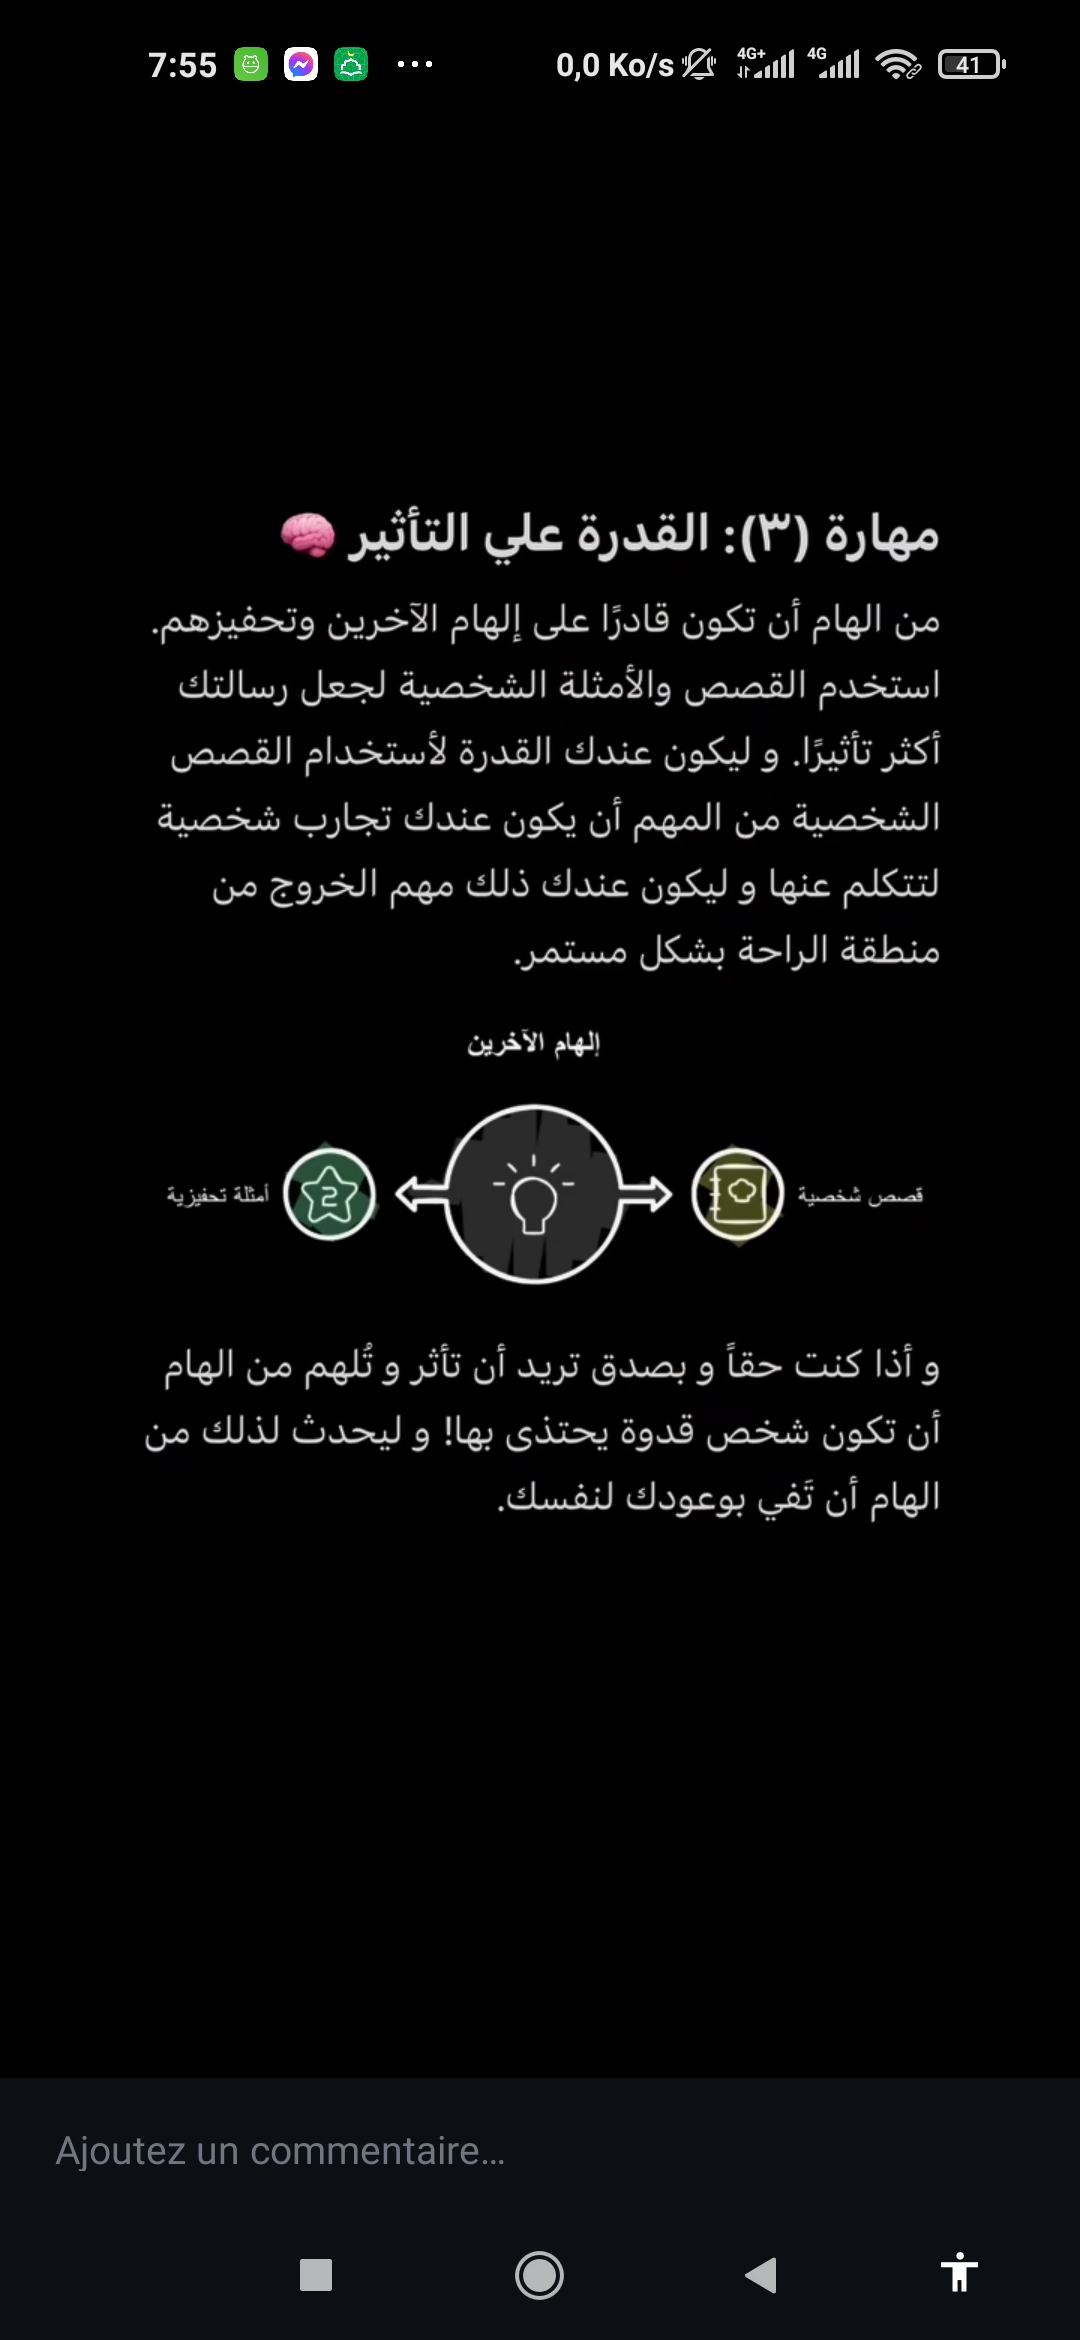 7:55
0,0 Ko/s 4G+ 4G 41
مهارة (٣): القدرة علي التأثير 🧠
من الهام أن تكون قادرًا على إلهام الآخرين وتحفيزهم.
استخدم القصص والأمثلة الشخصية لجعل رسالتك
أكثر تأثيرًا. و ليكون عندك القدرة لأستخدام القصص
الشخصية من المهم أن يكون عندك تجارب شخصية
لتتكلم عنها و ليكون عندك ذلك مهم الخروج من
منطقة الراحة بشكل مستمر.
إلهام الآخرين
قصص شخصية
2 أمثلة تحفيزية
و أذا كنت حقاً و بصدق تريد أن تأثر و تُلهم من الهام
أن تكون شخص قدوة يحتذى بها! و ليحدث لذلك من
الهام أن تَفي بوعودك لنفسك.
Ajoutez un commentaire…